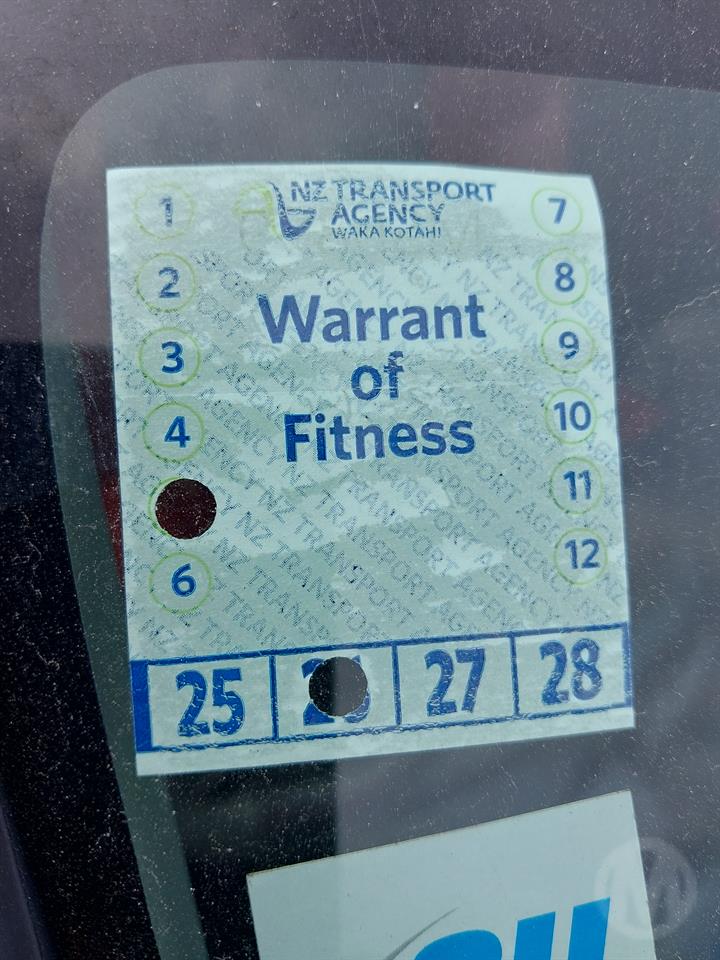 NZ TRANSPORT
AGENCY
WAKA KOTAHI
Warrant
of
Fitness
1
2
3
4
6
7
8
9
10
11
12
25
27
28